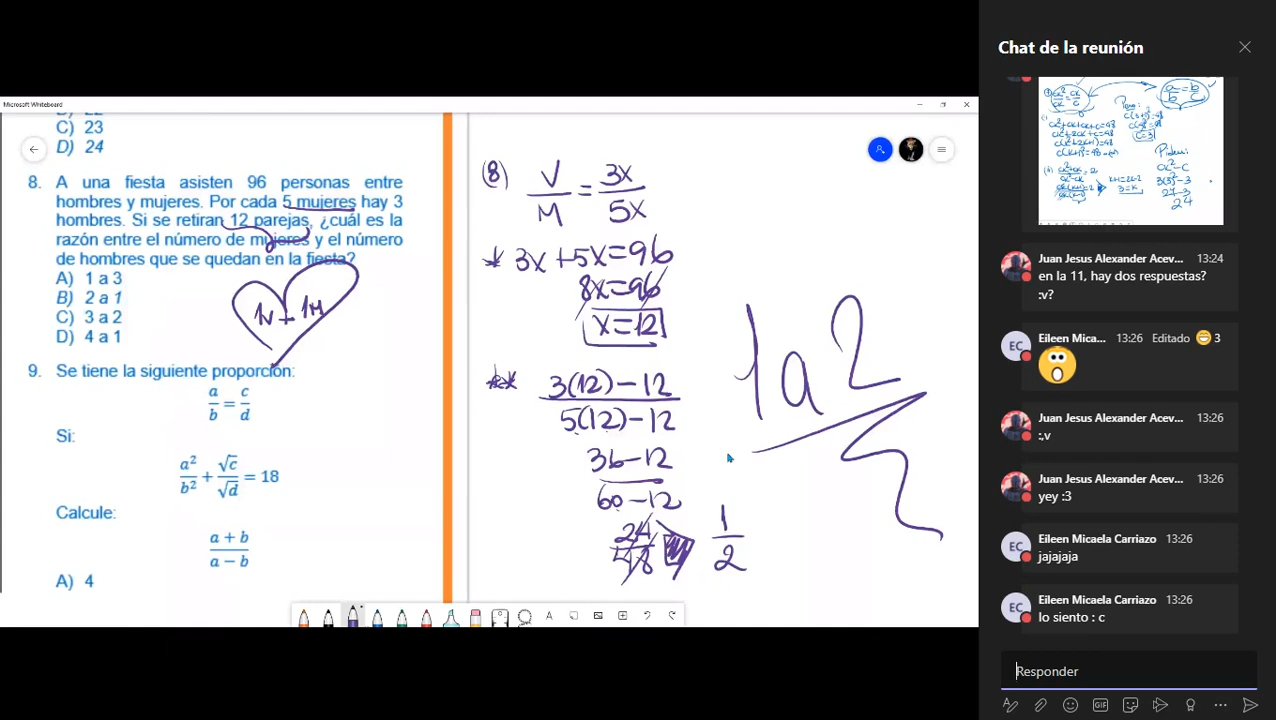 Microsoft Whiteboard
C) 23
D) 24
8. A una fiesta asisten 96 personas entre
hombres y mujeres. Por cada 5 mujeres hay 3
hombres. Si se retiran 12 parejas, ¿cuál es la
razón entre el número de mujeres y el número
de hombres que se quedan en la fiesta?
A) 1 a 3
B) 2 a 1
C) 3 a 2
D) 4 a 1
1V - 1M
9. Se tiene la siguiente proporción:
a/b = c/d
Si:
a²/b² + √c/√d = 18
Calcule:
a + b / a − b
A) 4
(8) V/M = 3x/5x
* 3x + 5x = 96
8x = 96
x = 12
** 3(12) − 12 / 5(12) − 12
36 − 12 / 60 − 12
24/48 1/2
1 a 2
Chat de la reunión
Juan Jesus Alexander Acev... 13:24
en la 11, hay dos respuestas?
:v?
EC Eileen Mica... 13:26 Editado 3
Juan Jesus Alexander Acev... 13:26
:,v
Juan Jesus Alexander Acev... 13:26
yey :3
EC Eileen Micaela Carriazo 13:26
jajajaja
EC Eileen Micaela Carriazo 13:26
lo siento : c
Responder
GIF